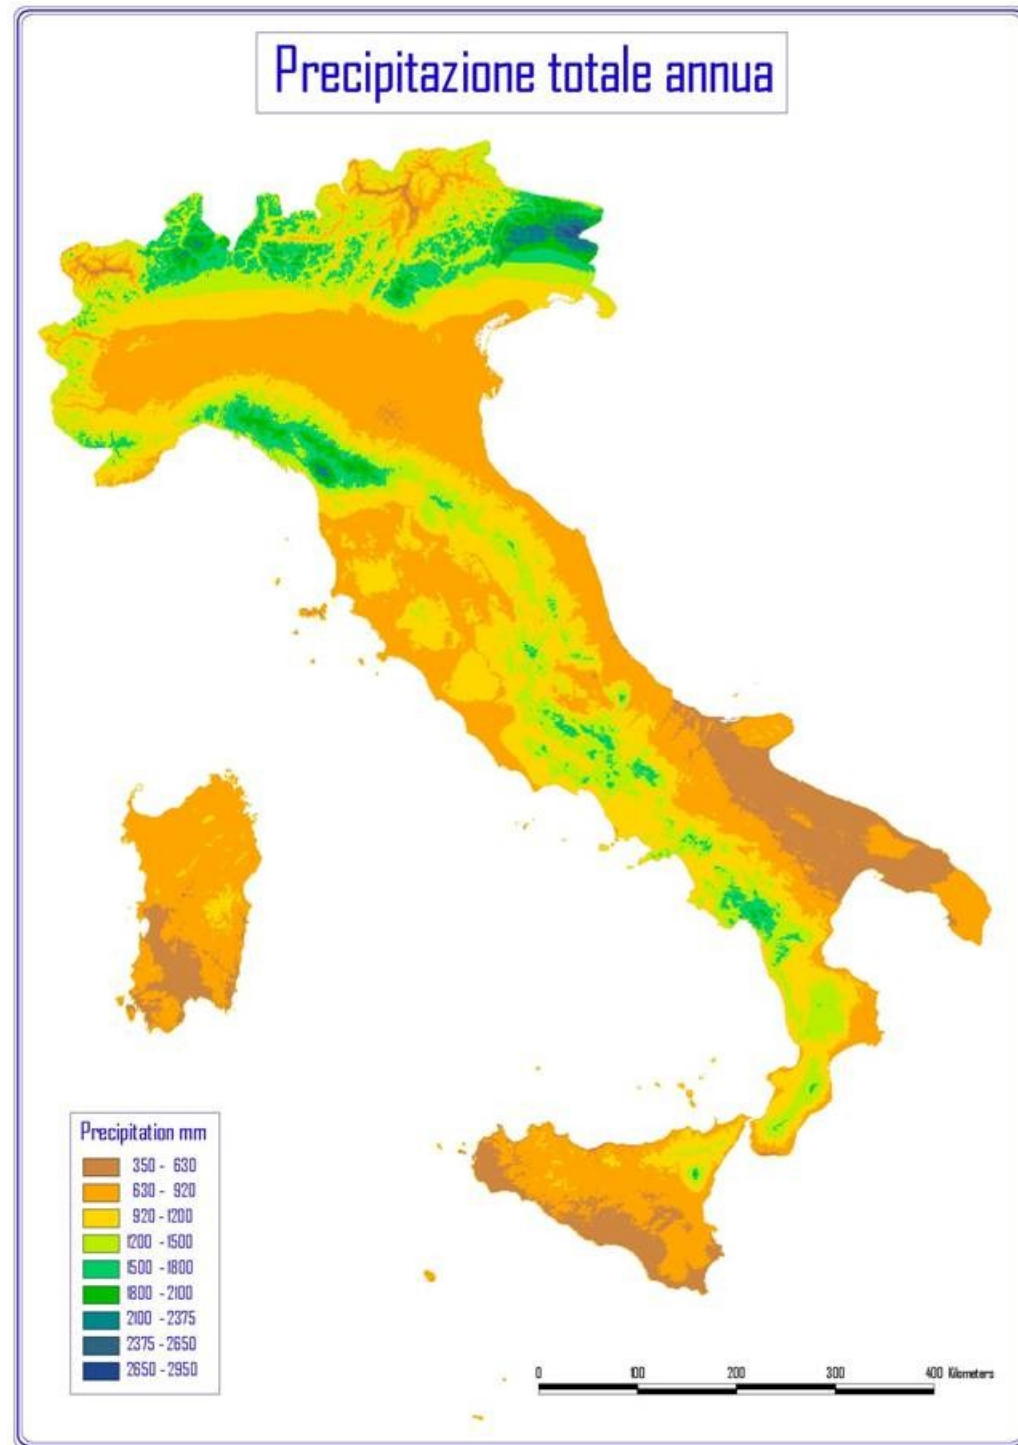 Precipitazione totale annua
Precipitation mm
350 - 630
630 - 920
920 - 1200
1200 - 1500
1500 - 1800
1800 - 2100
2100 - 2375
2375 - 2650
2650 - 2950
0 100 200 300 400 Kilometers